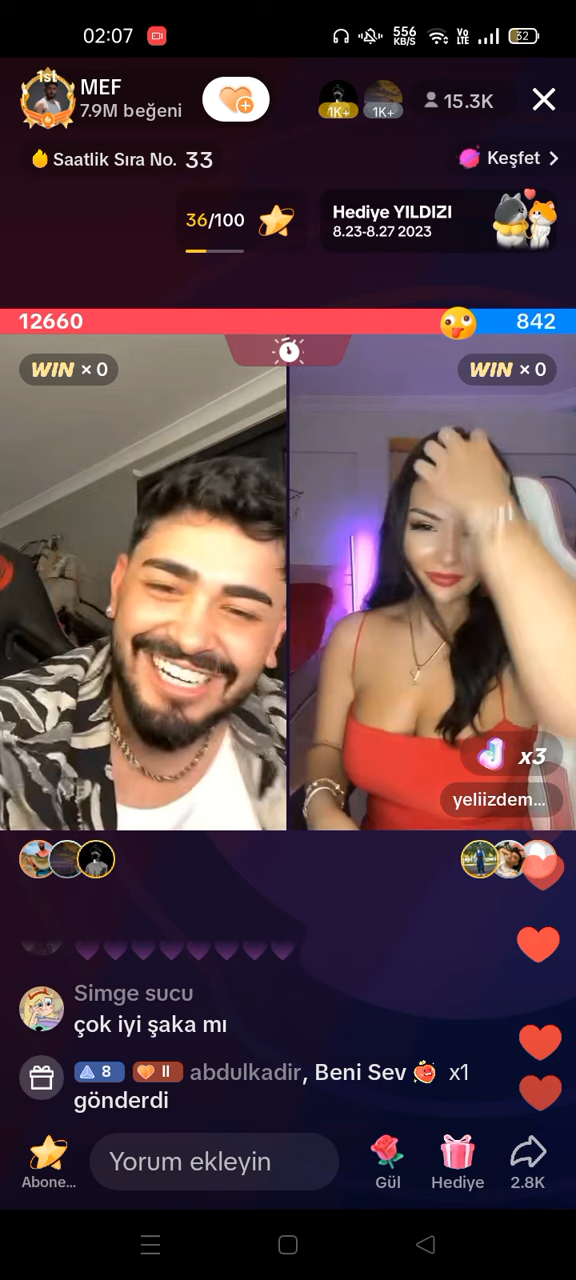 02:07
556
KB/S
Vo
LTE
32
1st
MEF
7.9M beğeni
1K+
1K+
15.3K
Saatlik Sıra No. 33
Keşfet
36/100
Hediye YILDIZI
8.23-8.27 2023
12660
842
WIN × 0
WIN × 0
x3
yeliizdem...
Simge sucu
çok iyi şaka mı
8 II abdulkadir, Beni Sev x1
gönderdi
Abone...
Yorum ekleyin
Gül
Hediye
2.8K